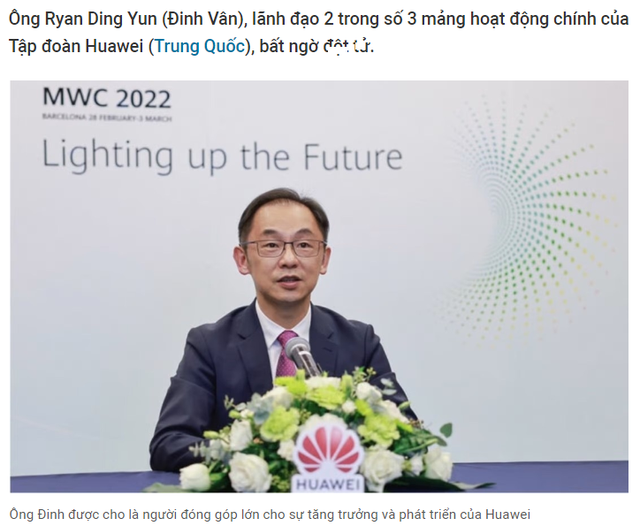 Ông Ryan Ding Yun (Đinh Vân), lãnh đạo 2 trong số 3 mảng hoạt động chính của
Tập đoàn Huawei (Trung Quốc), bất ngờ
MWC 2022
BARCELONA 28 FEBRUARY-3 MARCH
Lighting up the Future
HUAWEI
Ông Đinh được cho là người đóng góp lớn cho sự tăng trưởng và phát triển của Huawei